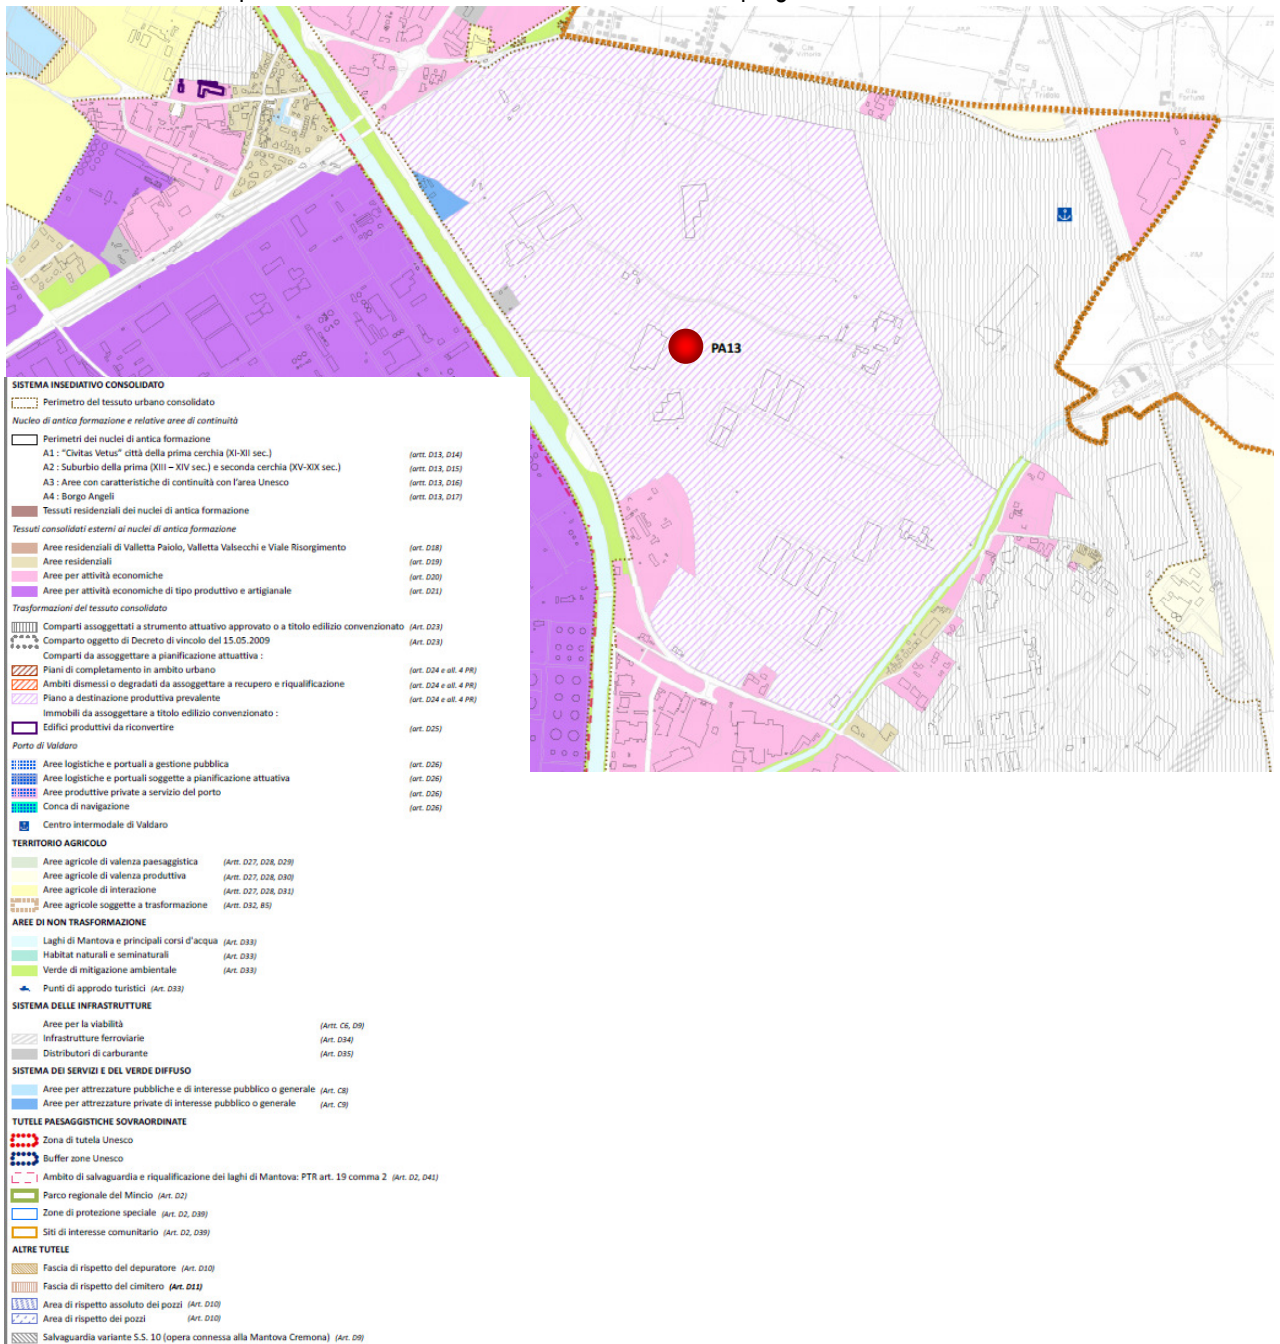 PA13
SISTEMA INSEDIATIVO CONSOLIDATO
Perimetro del tessuto urbano consolidato
Nucleo di antica formazione e relative aree di continuità
Perimetri dei nuclei di antica formazione
A1 : "Civitas Vetus" città della prima cerchia (XI-XII sec.) (artt. D13, D14)
A2 : Suburbio della prima (XIII – XIV sec.) e seconda cerchia (XV-XIX sec.) (artt. D13, D15)
A3 : Aree con caratteristiche di continuità con l'area Unesco (artt. D13, D16)
A4 : Borgo Angeli (artt. D13, D17)
Tessuti residenziali dei nuclei di antica formazione
Tessuti consolidati esterni ai nuclei di antica formazione
Aree residenziali di Valletta Paiolo, Valletta Valsecchi e Viale Risorgimento (art. D18)
Aree residenziali (art. D19)
Aree per attività economiche (art. D20)
Aree per attività economiche di tipo produttivo e artigianale (art. D21)
Trasformazioni del tessuto consolidato
Comparti assoggettati a strumento attuativo approvato o a titolo edilizio convenzionato (Art. D23)
Comparto oggetto di Decreto di vincolo del 15.05.2009 (Art. D23)
Comparti da assoggettare a pianificazione attuattiva :
Piani di completamento in ambito urbano (art. D24 e all. 4 PR)
Ambiti dismessi o degradati da assoggettare a recupero e riqualificazione (art. D24 e all. 4 PR)
Piano a destinazione produttiva prevalente (art. D24 e all. 4 PR)
Immobili da assoggettare a titolo edilizio convenzionato :
Edifici produttivi da riconvertire (art. D25)
Porto di Valdaro
Aree logistiche e portuali a gestione pubblica (art. D26)
Aree logistiche e portuali soggette a pianificazione attuativa (art. D26)
Aree produttive private a servizio del porto (art. D26)
Conca di navigazione (art. D26)
Centro intermodale di Valdaro
TERRITORIO AGRICOLO
Aree agricole di valenza paesaggistica (Artt. D27, D28, D29)
Aree agricole di valenza produttiva (Artt. D27, D28, D30)
Aree agricole di interazione (Artt. D27, D28, D31)
Aree agricole soggette a trasformazione (Artt. D32, B5)
AREE DI NON TRASFORMAZIONE
Laghi di Mantova e principali corsi d'acqua (Art. D33)
Habitat naturali e seminaturali (Art. D33)
Verde di mitigazione ambientale (Art. D33)
Punti di approdo turistici (Art. D33)
SISTEMA DELLE INFRASTRUTTURE
Aree per la viabilità (Artt. C6, D9)
Infrastrutture ferroviarie (Art. D34)
Distributori di carburante (Art. D35)
SISTEMA DEI SERVIZI E DEL VERDE DIFFUSO
Aree per attrezzature pubbliche e di interesse pubblico o generale (Art. C8)
Aree per attrezzature private di interesse pubblico o generale (Art. C9)
TUTELE PAESAGGISTICHE SOVRAORDINATE
Zona di tutela Unesco
Buffer zone Unesco
Ambito di salvaguardia e riqualificazione dei laghi di Mantova: PTR art. 19 comma 2 (Art. D2, D41)
Parco regionale del Mincio (Art. D2)
Zone di protezione speciale (Art. D2, D39)
Siti di interesse comunitario (Art. D2, D39)
ALTRE TUTELE
Fascia di rispetto del depuratore (Art. D10)
Fascia di rispetto del cimitero (Art. D11)
Area di rispetto assoluto dei pozzi (Art. D10)
Area di rispetto dei pozzi (Art. D10)
Salvaguardia variante S.S. 10 (opera connessa alla Mantova Cremona) (Art. D9)